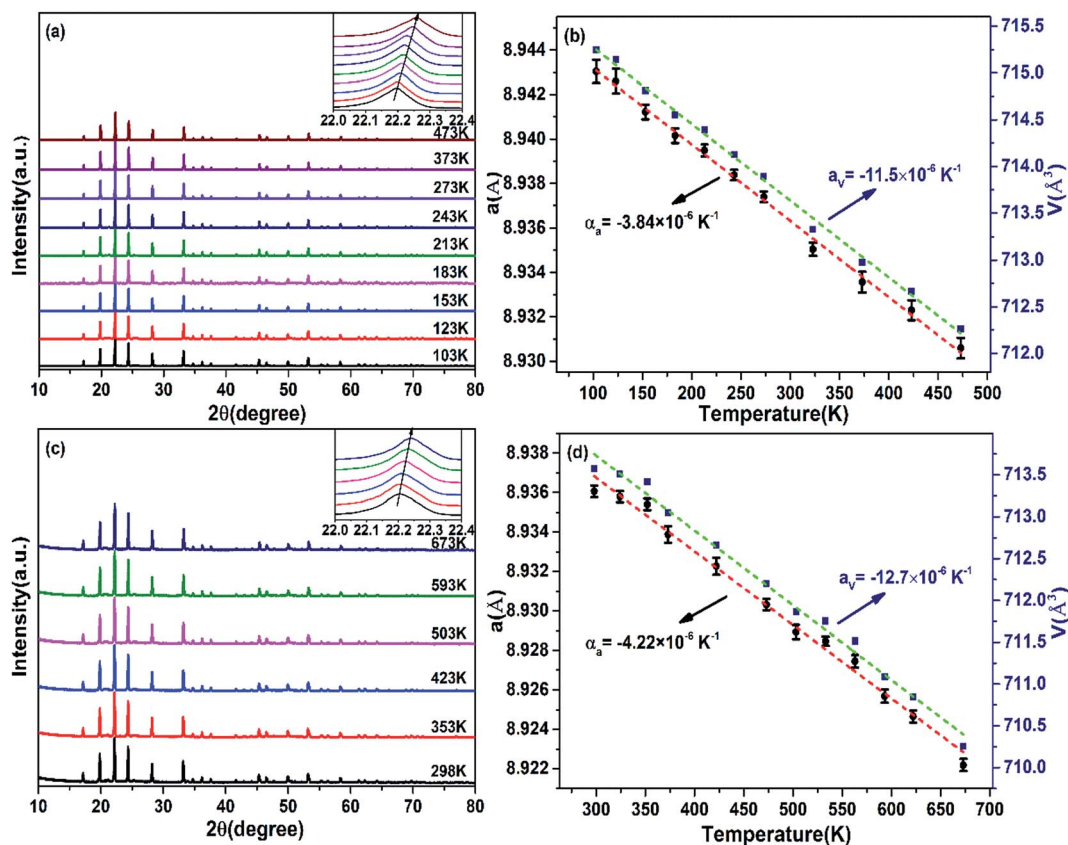 (a)
Intensity(a.u.)
473K
373K
273K
243K
213K
183K
153K
123K
103K
10 20 30 40 50 60 70 80
2θ(degree)
22.0 22.1 22.2 22.3 22.4
(b)
a(Å)
8.944
8.942
8.940
8.938
8.936
8.934
8.932
8.930
αa = -3.84×10-6 K-1
aV= -11.5×10-6 K-1
715.5
715.0
714.5
714.0
713.5
713.0
712.5
712.0
V(Å3)
100 150 200 250 300 350 400 450 500
Temperature(K)
(c)
Intensity(a.u.)
673K
593K
503K
423K
353K
298K
10 20 30 40 50 60 70 80
2θ(degree)
22.0 22.1 22.2 22.3 22.4
(d)
a(Å)
8.938
8.936
8.934
8.932
8.930
8.928
8.926
8.924
8.922
αa = -4.22×10-6 K-1
aV= -12.7×10-6 K-1
713.5
713.0
712.5
712.0
711.5
711.0
710.5
710.0
V(Å3)
300 350 400 450 500 550 600 650 700
Temperature(K)